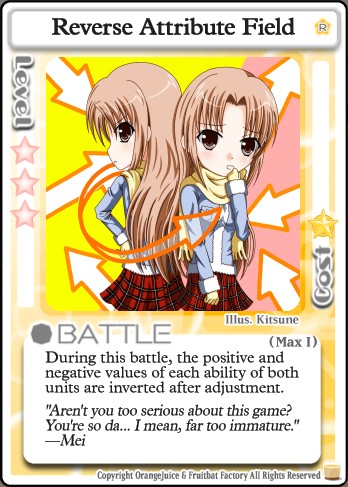 Reverse Attribute Field
R
Level
Cost
Illus. Kitsune
BATTLE
(Max 1)
During this battle, the positive and
negative values of each ability of both
units are inverted after adjustment.
"Aren't you too serious about this game?
You're so da... I mean, far too immature."
—Mei
Copyright OrangeJuice & Fruitbat Factory All Rights Reserved